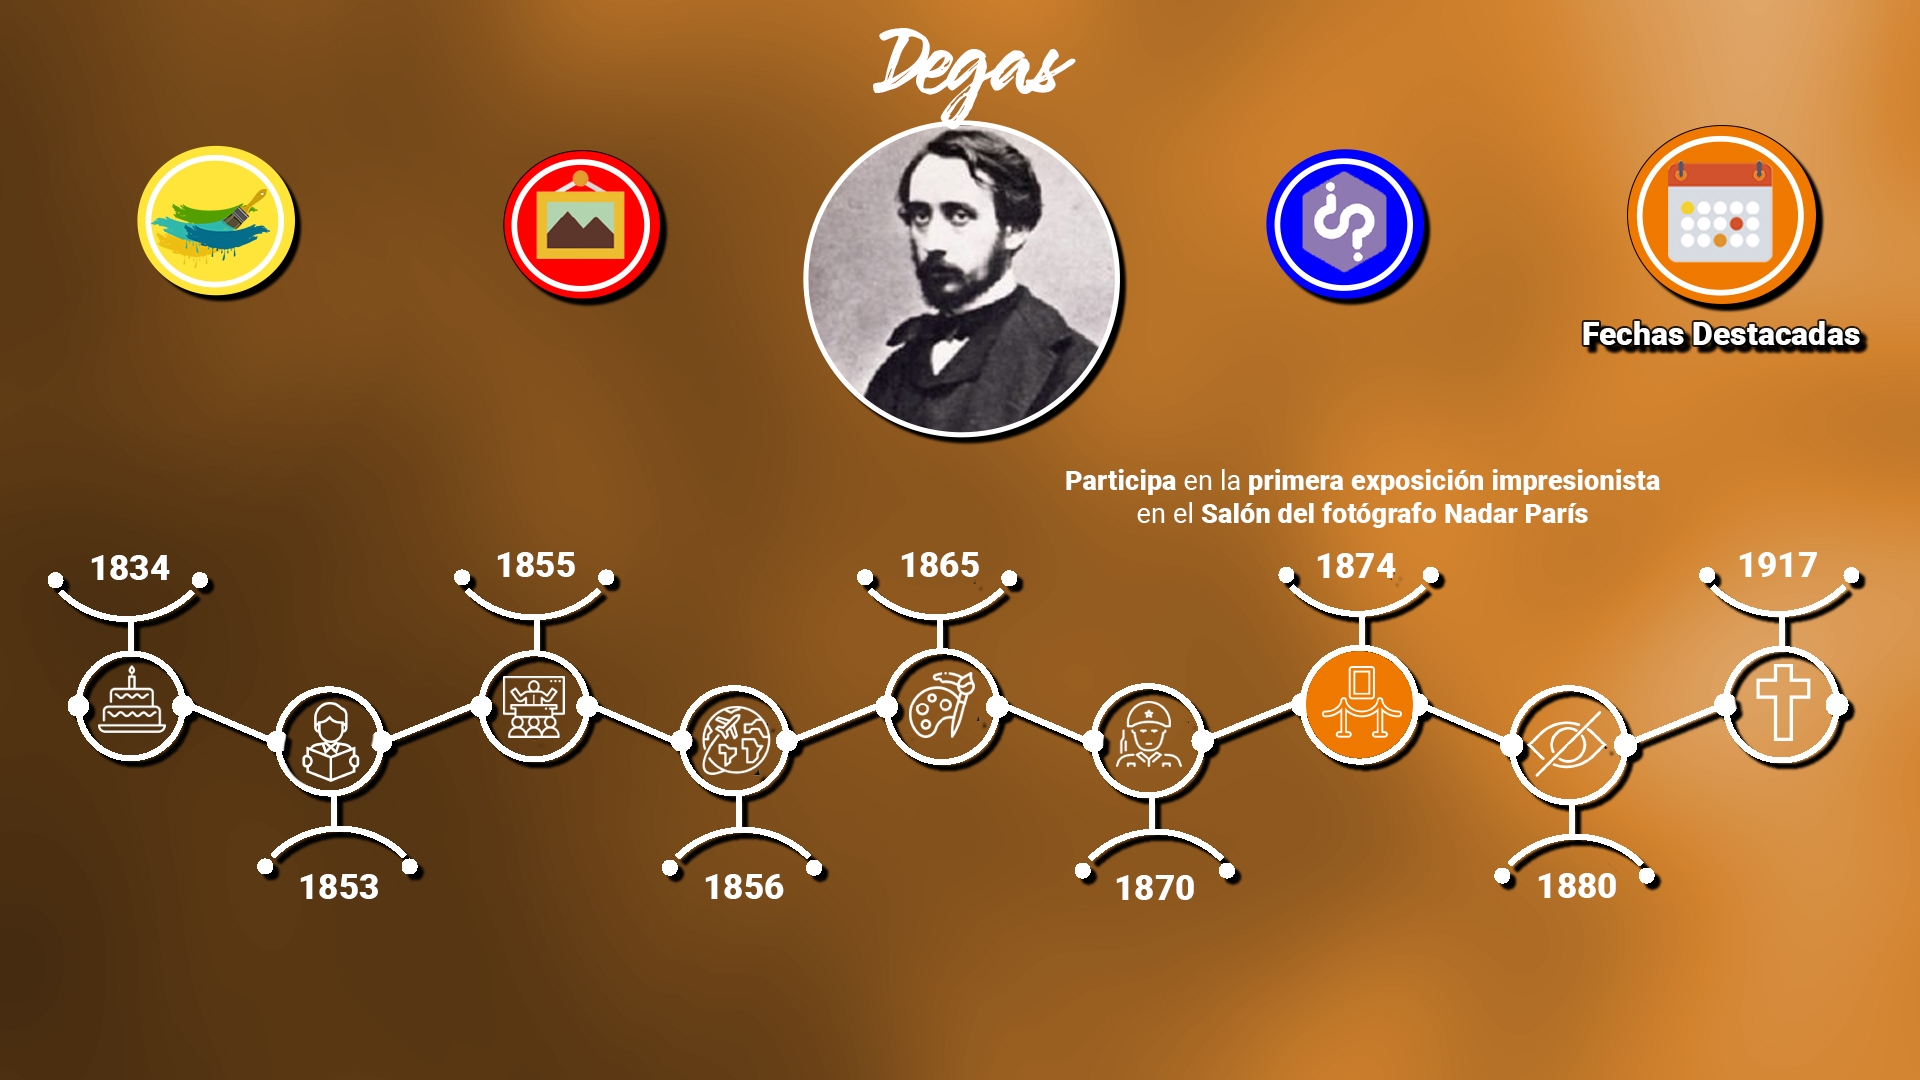 Degas
Fechas Destacadas
Participa en la primera exposición impresionista
en el Salón del fotógrafo Nadar París
1834
1855
1865
1874
1917
1853
1856
1870
1880